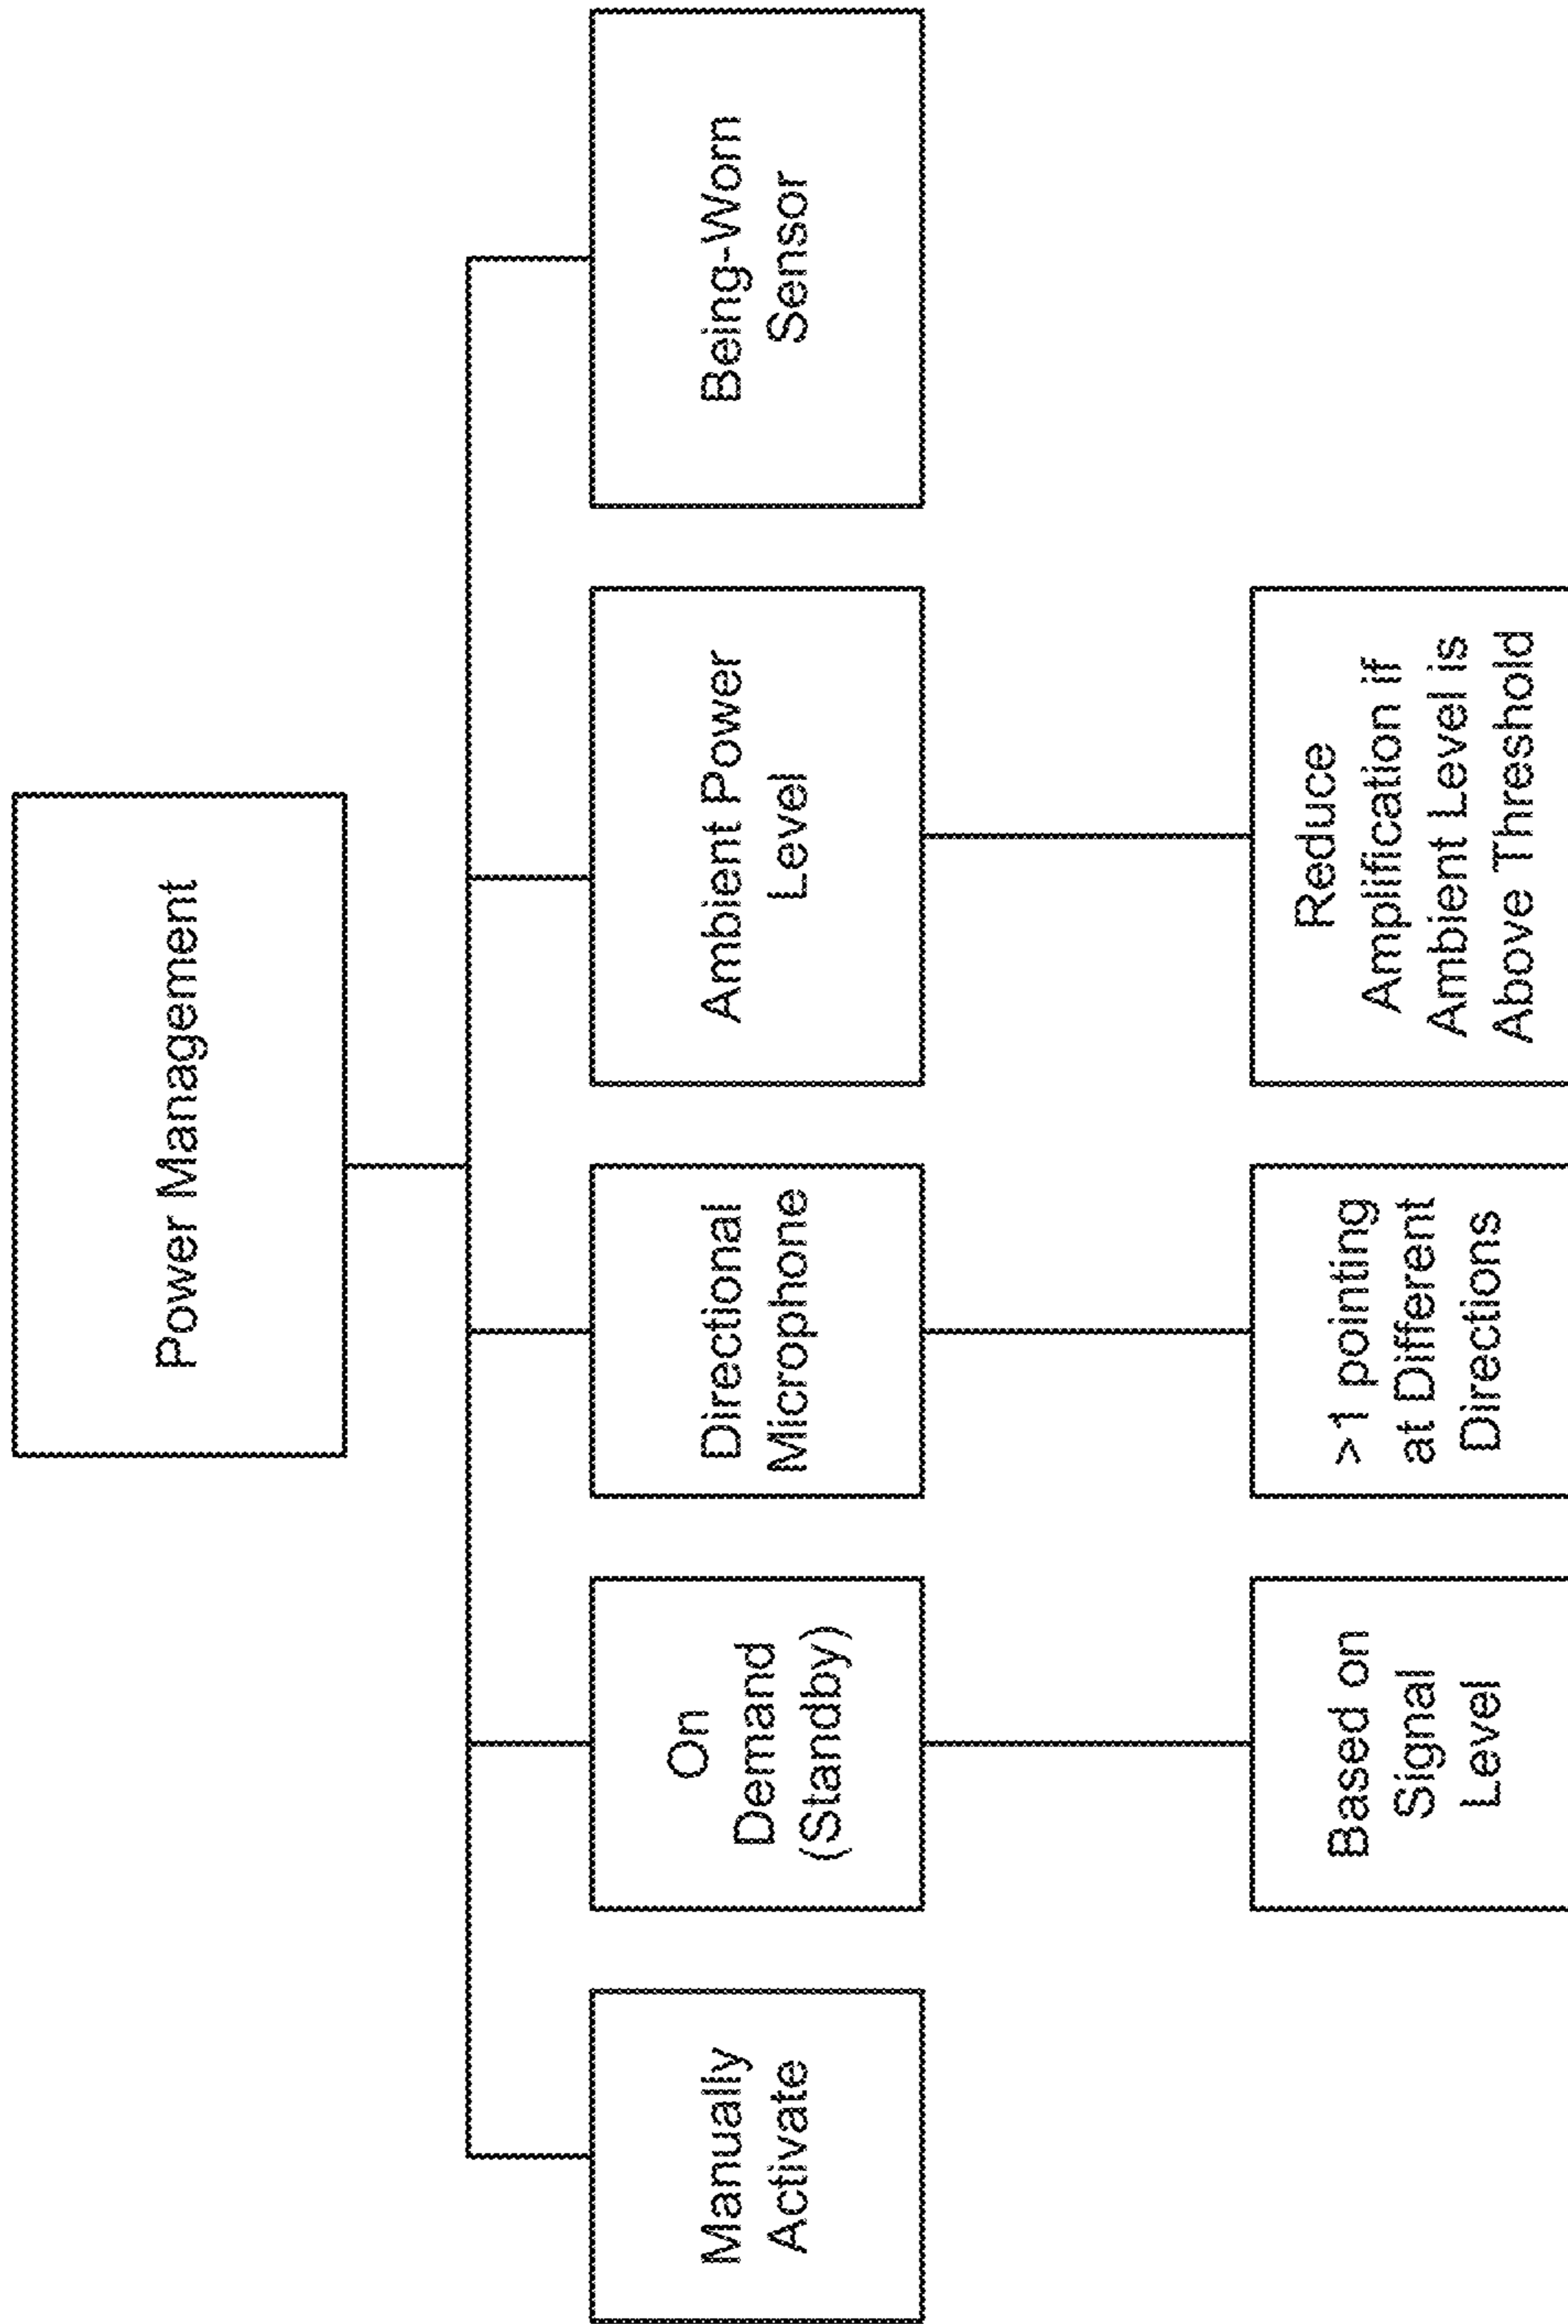 Power Management
Manually
Activate
On
Demand
(Standby)
Directional
Microphone
Ambient Power
Level
Being-Worn
Sensor
Based on
Signal
Level
>1 pointing
at Different
Directions
Reduce
Amplification if
Ambient Level is
Above Threshold